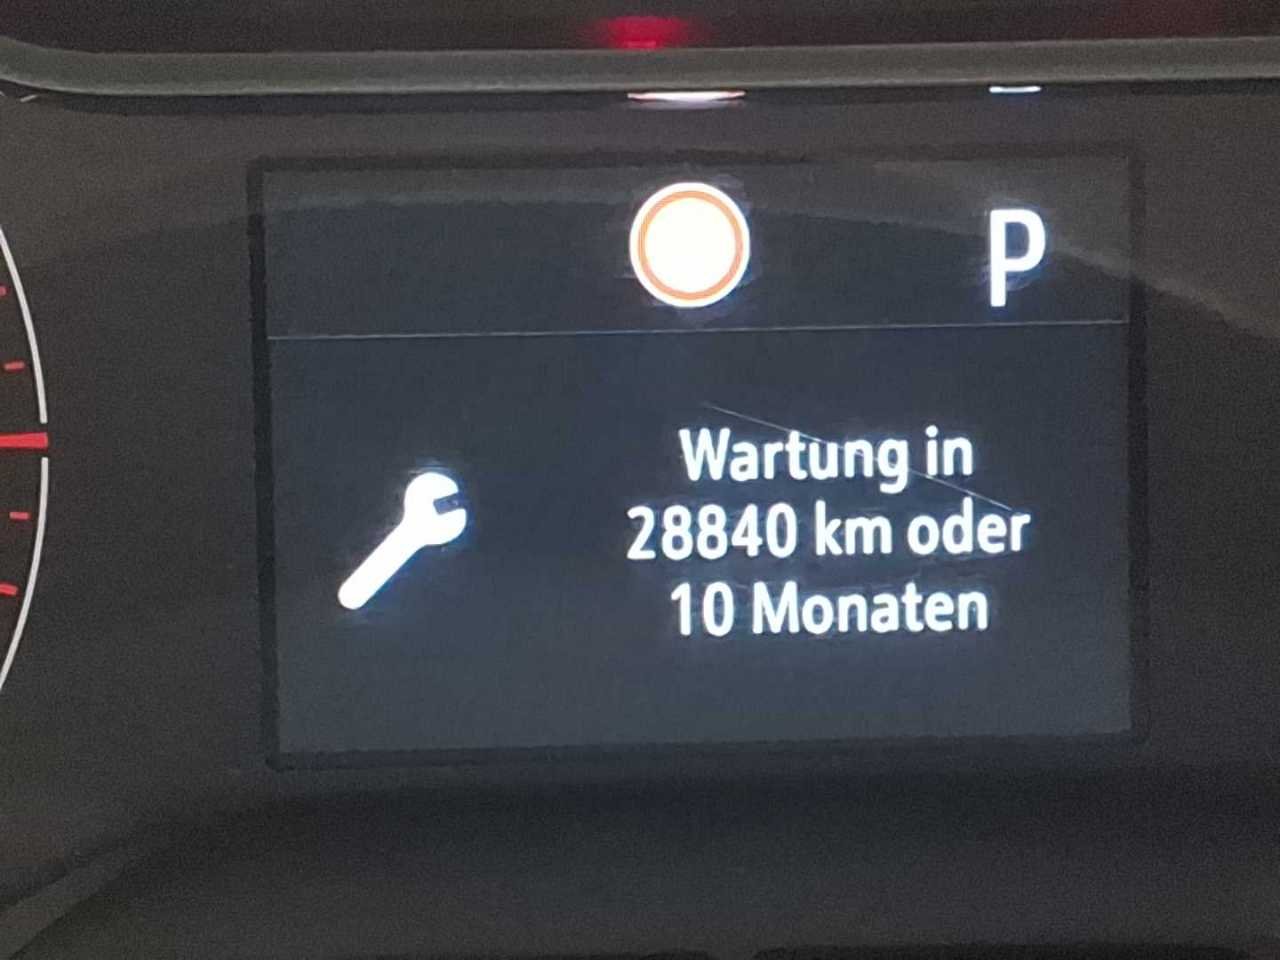 P
Wartung in
28840 km oder
10 Monaten